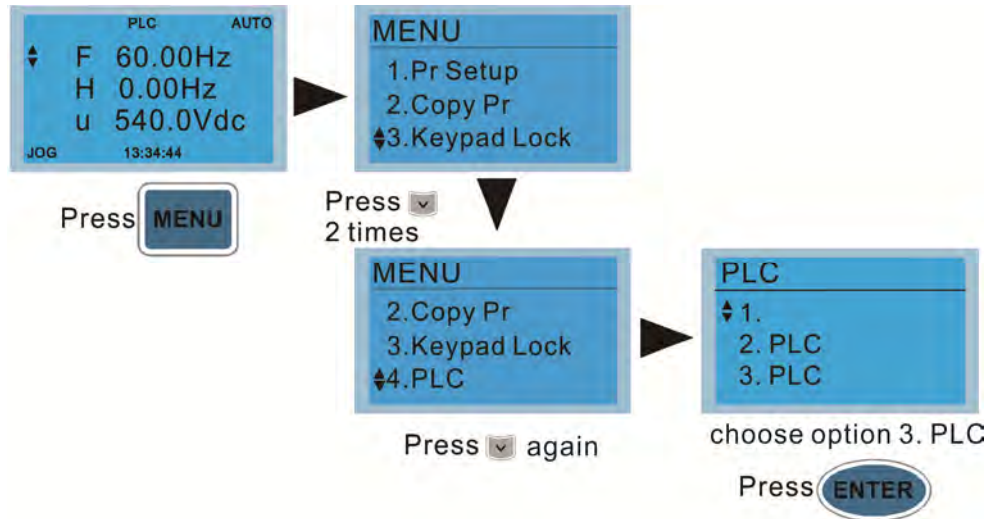 PLC AUTO
F 60.00Hz
H 0.00Hz
u 540.0Vdc
JOG 13:34:44
Press MENU
MENU
1.Pr Setup
2.Copy Pr
3.Keypad Lock
Press
2 times
MENU
2.Copy Pr
3.Keypad Lock
4.PLC
Press again
PLC
1.
2. PLC
3. PLC
choose option 3. PLC
Press ENTER